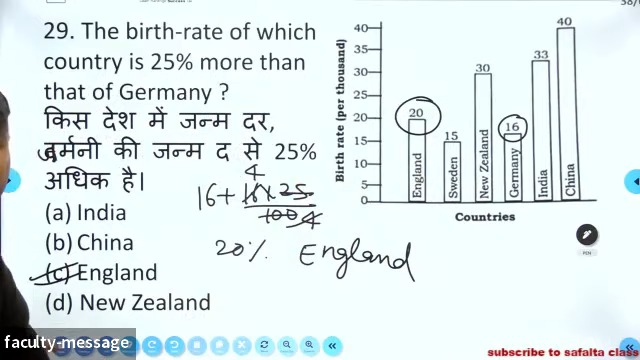 29. The birth-rate of which
country is 25% more than
that of Germany ?
किस देश में जन्म दर,
जर्मनी की जन्म द से 25%
अधिक है।
(a) India
(b) China
(c) England
(d) New Zealand
4
16+ 16×25
100 4
20%. England
Birth rate (per thousand)
40
35
30
25
20
15
10
5
0
20
15
30
16
33
40
England
Sweden
New Zealand
Germany
India
China
Countries
PEN
faculty-message
subscribe to safalta class